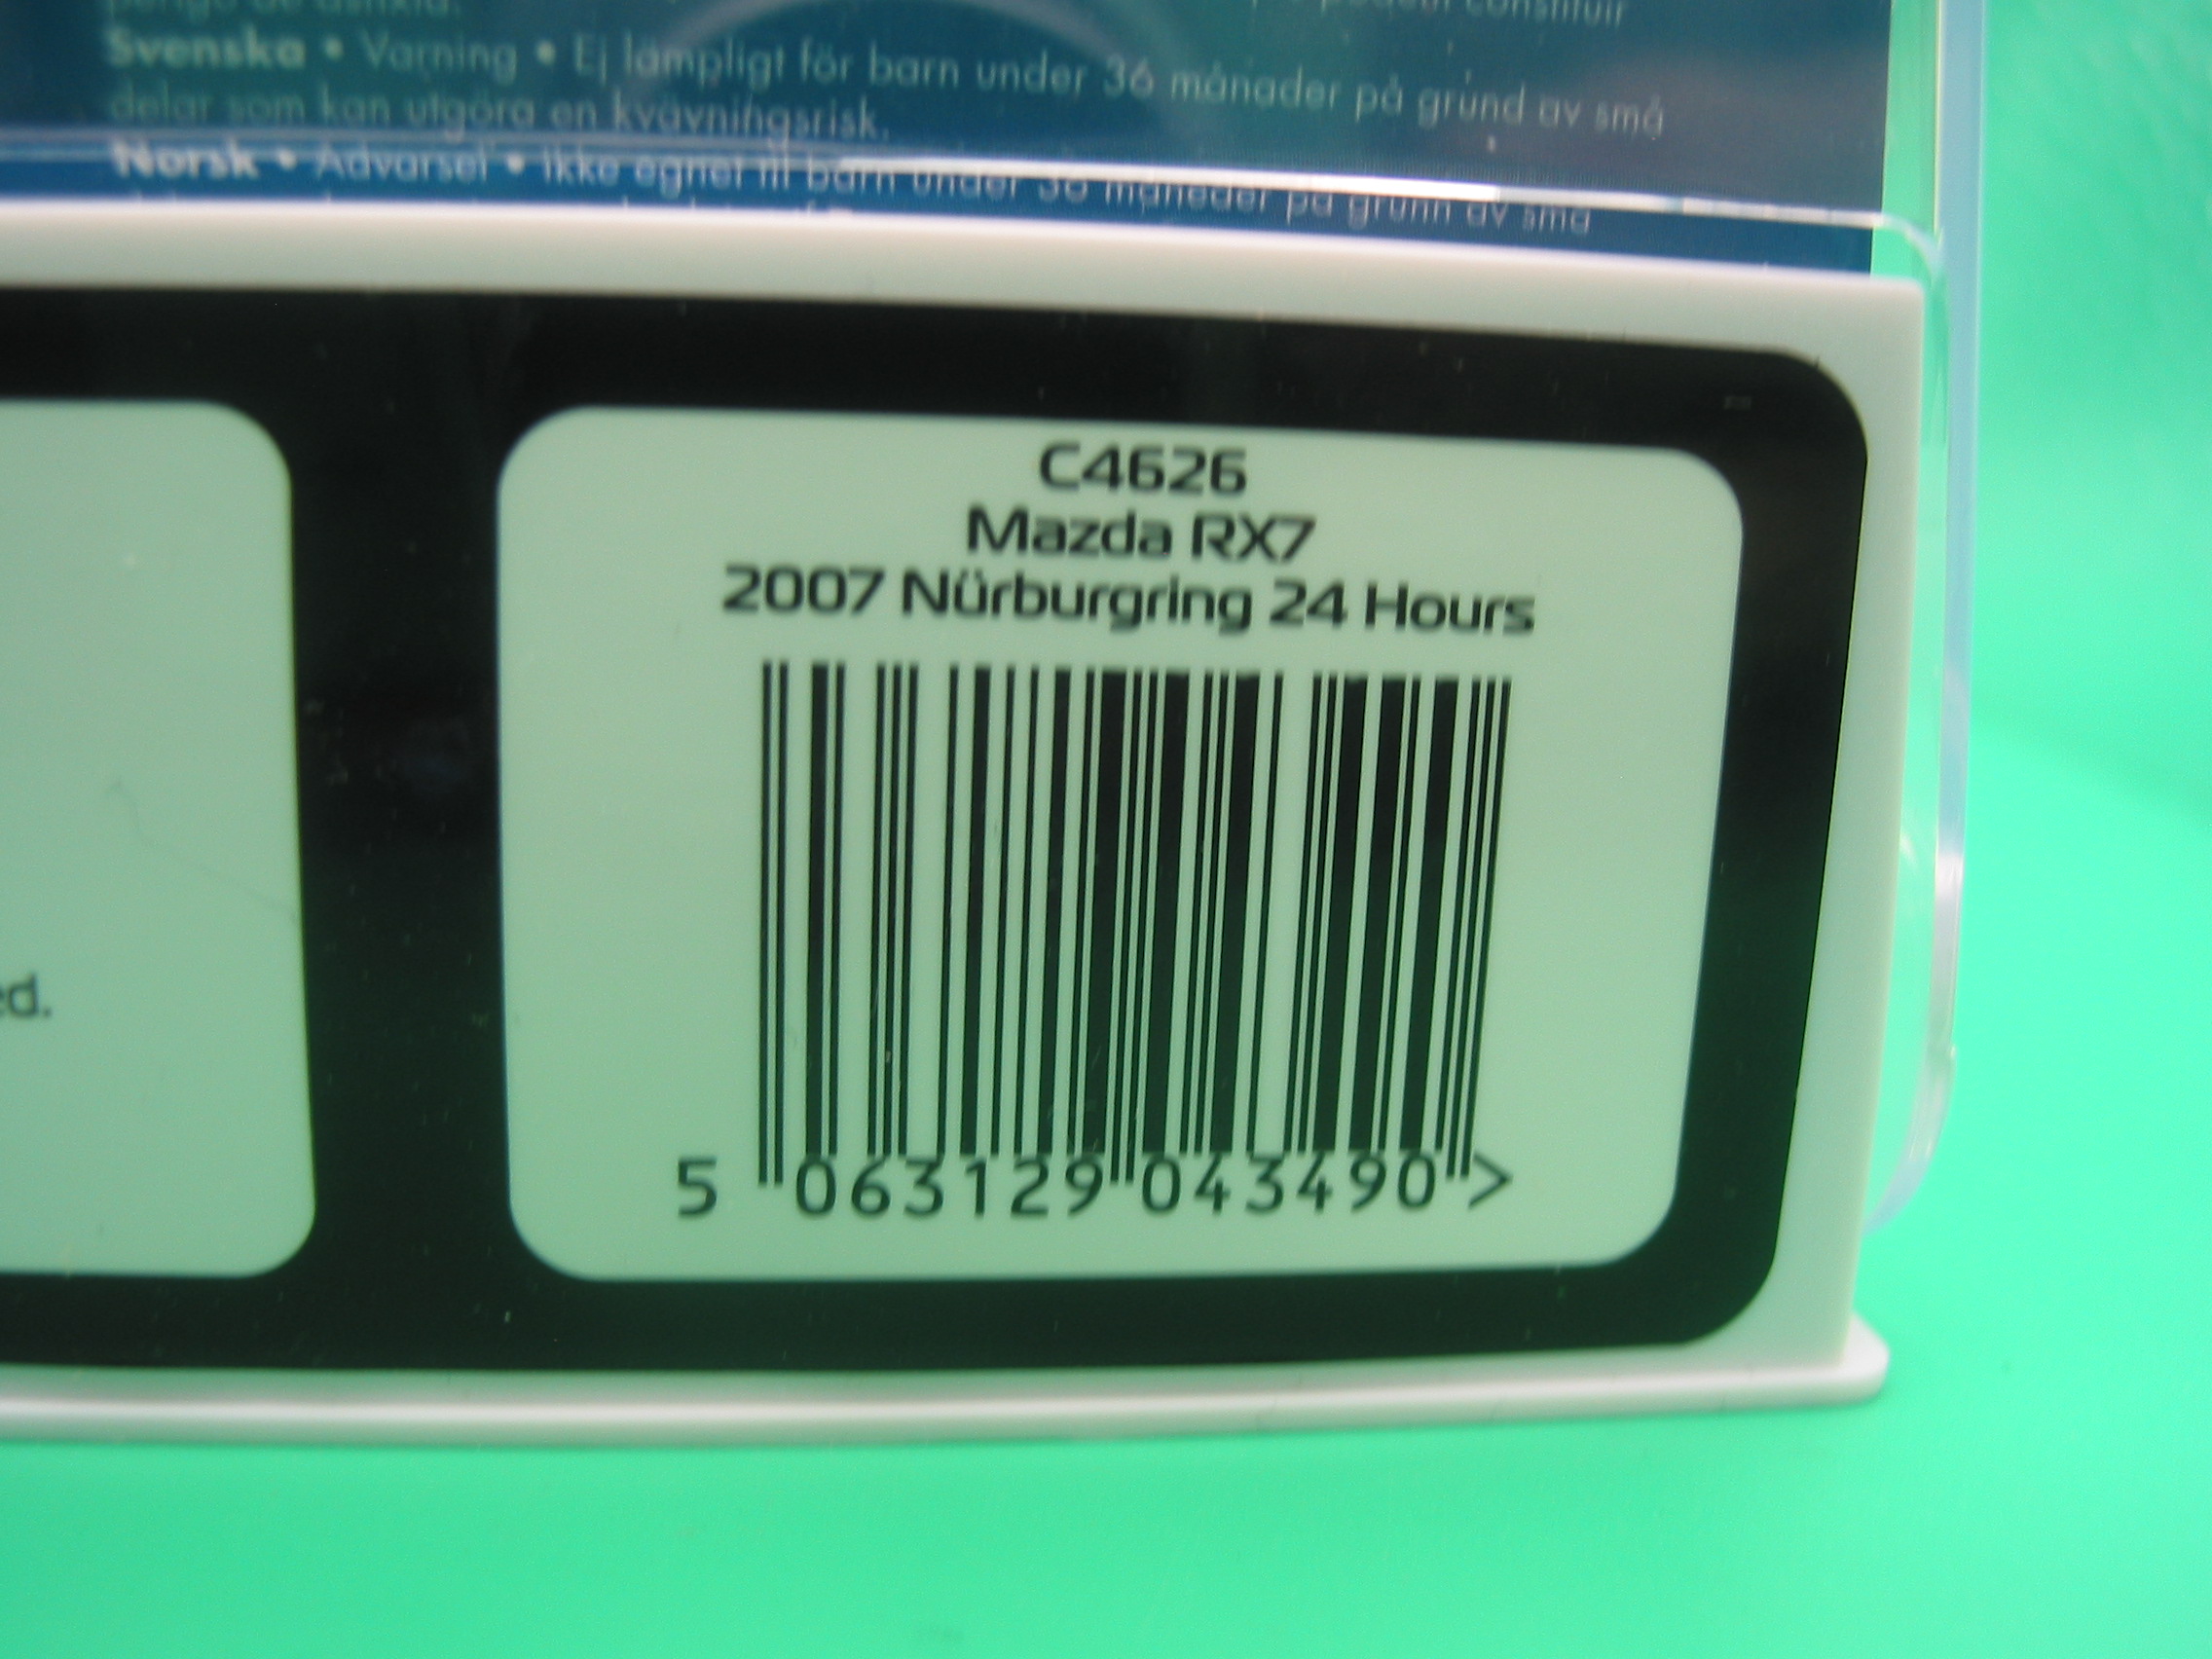 constituir
Svenska • Varning • Ej lämpligt för barn under 36 månader på grund av små
delar som kan utgöra en kvävningsrisk.
Norsk • Advarsel • Ikke egnet til barn under 36 måneder på grunn av små
ed.
C4626
Mazda RX7
2007 Nürburgring 24 Hours
5 063129 043490 >